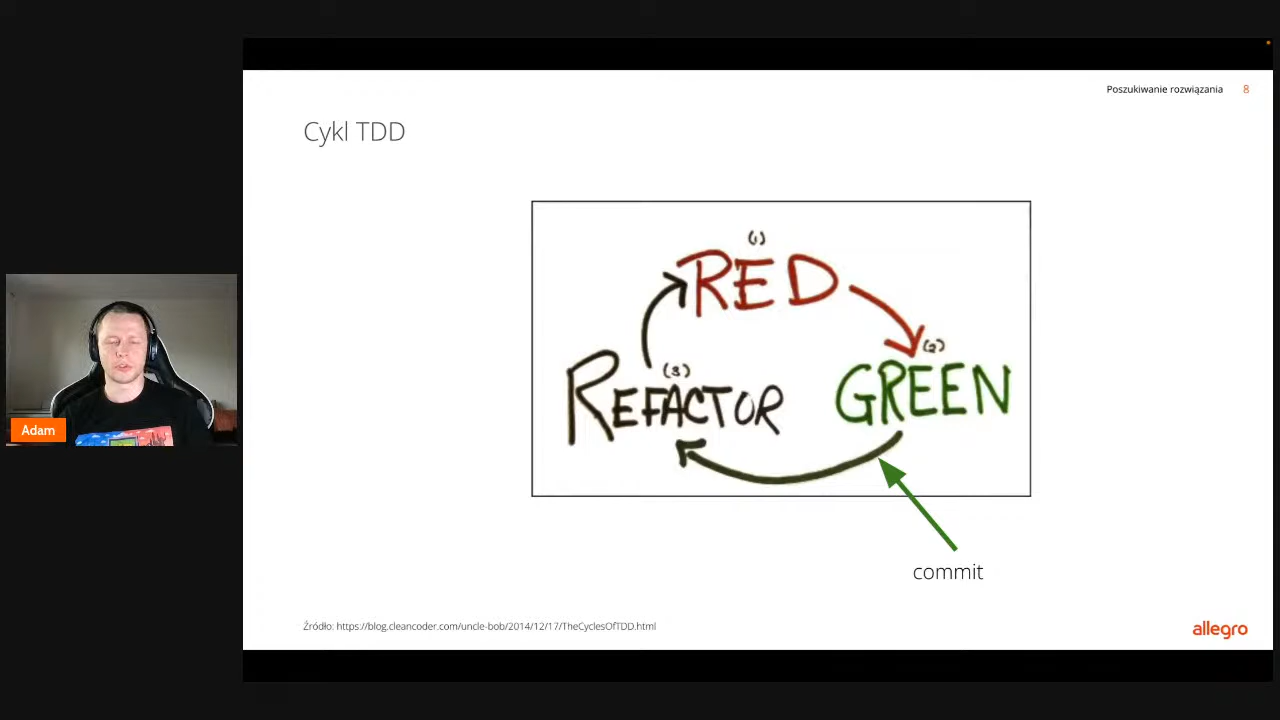 Poszukiwanie rozwiązania 8
Cykl TDD
(1)
RED
(2)
GREEN
(3)
REFACTOR
commit
Adam
Źródło: https://blog.cleancoder.com/uncle-bob/2014/12/17/TheCyclesOfTDD.html
allegro